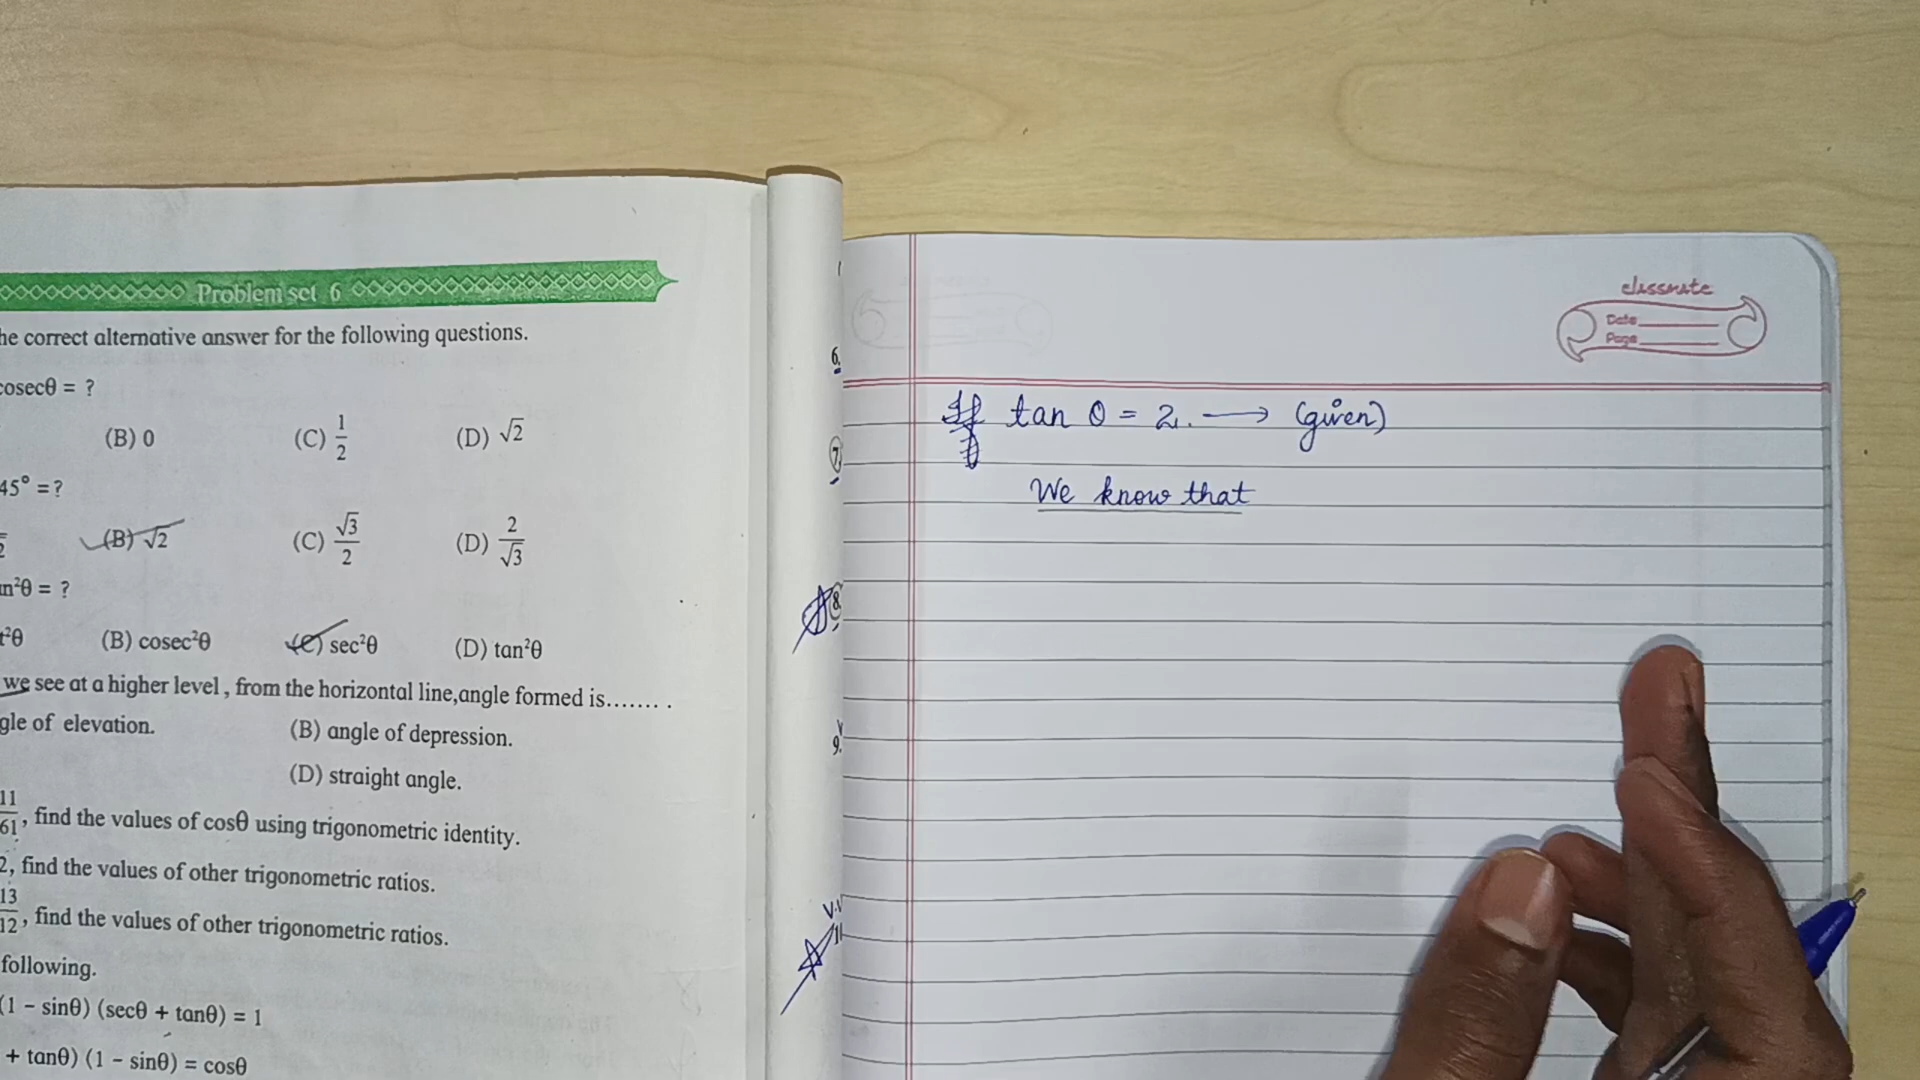 Problem set 6
he correct alternative answer for the following questions.
cosecθ = ?
(B) 0 (C) 1/2 (D) √2
45° = ?
(B) √2 (C) √3/2 (D) 2/√3
n²θ = ?
t²θ (B) cosec²θ (C) sec²θ (D) tan²θ
we see at a higher level, from the horizontal line,angle formed is....... .
gle of elevation. (B) angle of depression.
(D) straight angle.
11/61, find the values of cosθ using trigonometric identity.
2, find the values of other trigonometric ratios.
13/12, find the values of other trigonometric ratios.
following.
(1 - sinθ) (secθ + tanθ) = 1
+ tanθ) (1 - sinθ) = cosθ
6.
7.
8
9.
V.
classmate
Date
Page
If tan θ = 2. → (given)
We know that